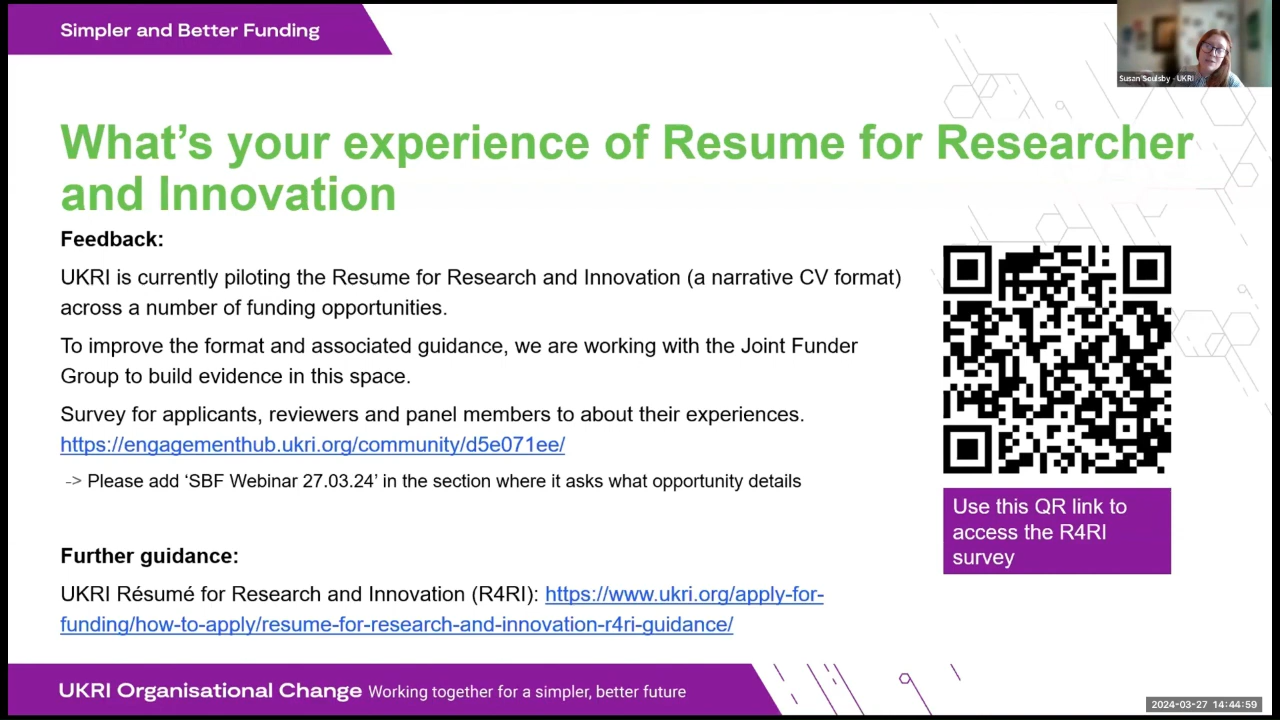 Simpler and Better Funding
Susan Soulsby - UKRI
What's your experience of Resume for Researcher
and Innovation
Feedback:
UKRI is currently piloting the Resume for Research and Innovation (a narrative CV format)
across a number of funding opportunities.
To improve the format and associated guidance, we are working with the Joint Funder
Group to build evidence in this space.
Survey for applicants, reviewers and panel members to about their experiences.
https://engagementhub.ukri.org/community/d5e071ee/
-> Please add ‘SBF Webinar 27.03.24’ in the section where it asks what opportunity details
Use this QR link to
access the R4RI
survey
Further guidance:
UKRI Résumé for Research and Innovation (R4RI): https://www.ukri.org/apply-for-
funding/how-to-apply/resume-for-research-and-innovation-r4ri-guidance/
UKRI Organisational Change Working together for a simpler, better future
2024-03-27 14:44:59